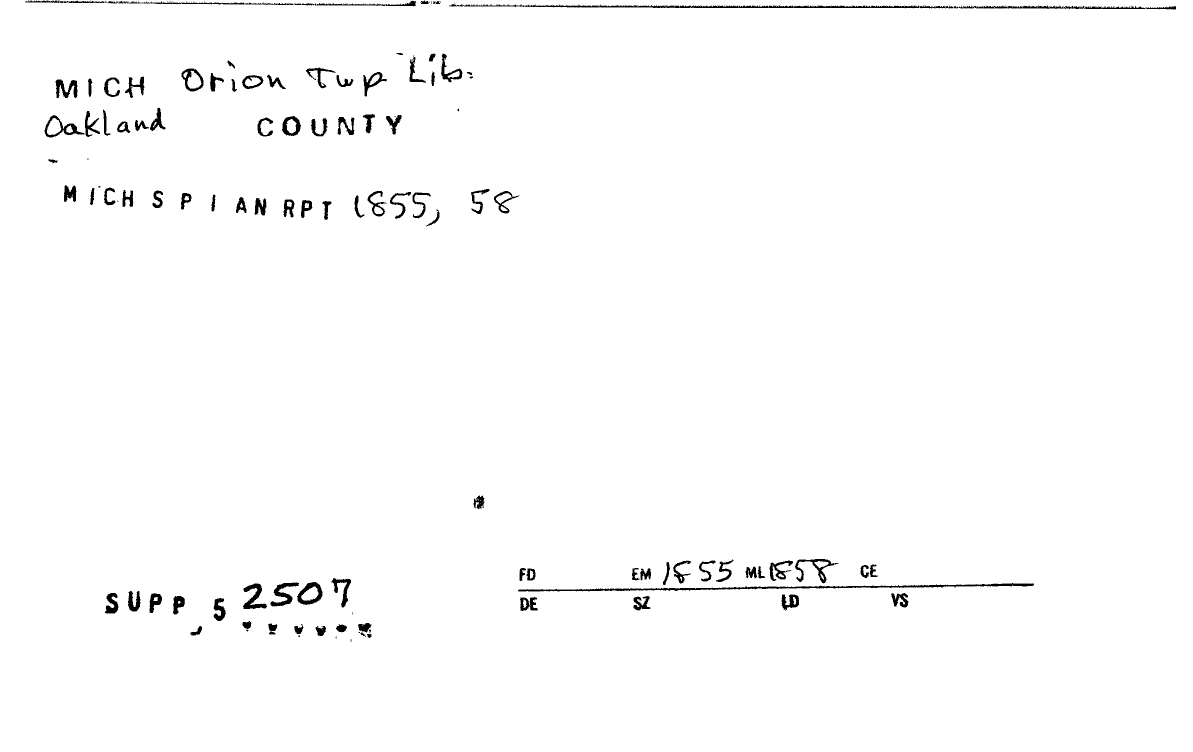 MICH Orion Twp Lib.
Oakland COUNTY
MICH S P I AN RPT 1855, 58
SUPP 5 2507
FD EM 1855 ML 1858 CE
DE SZ LD VS